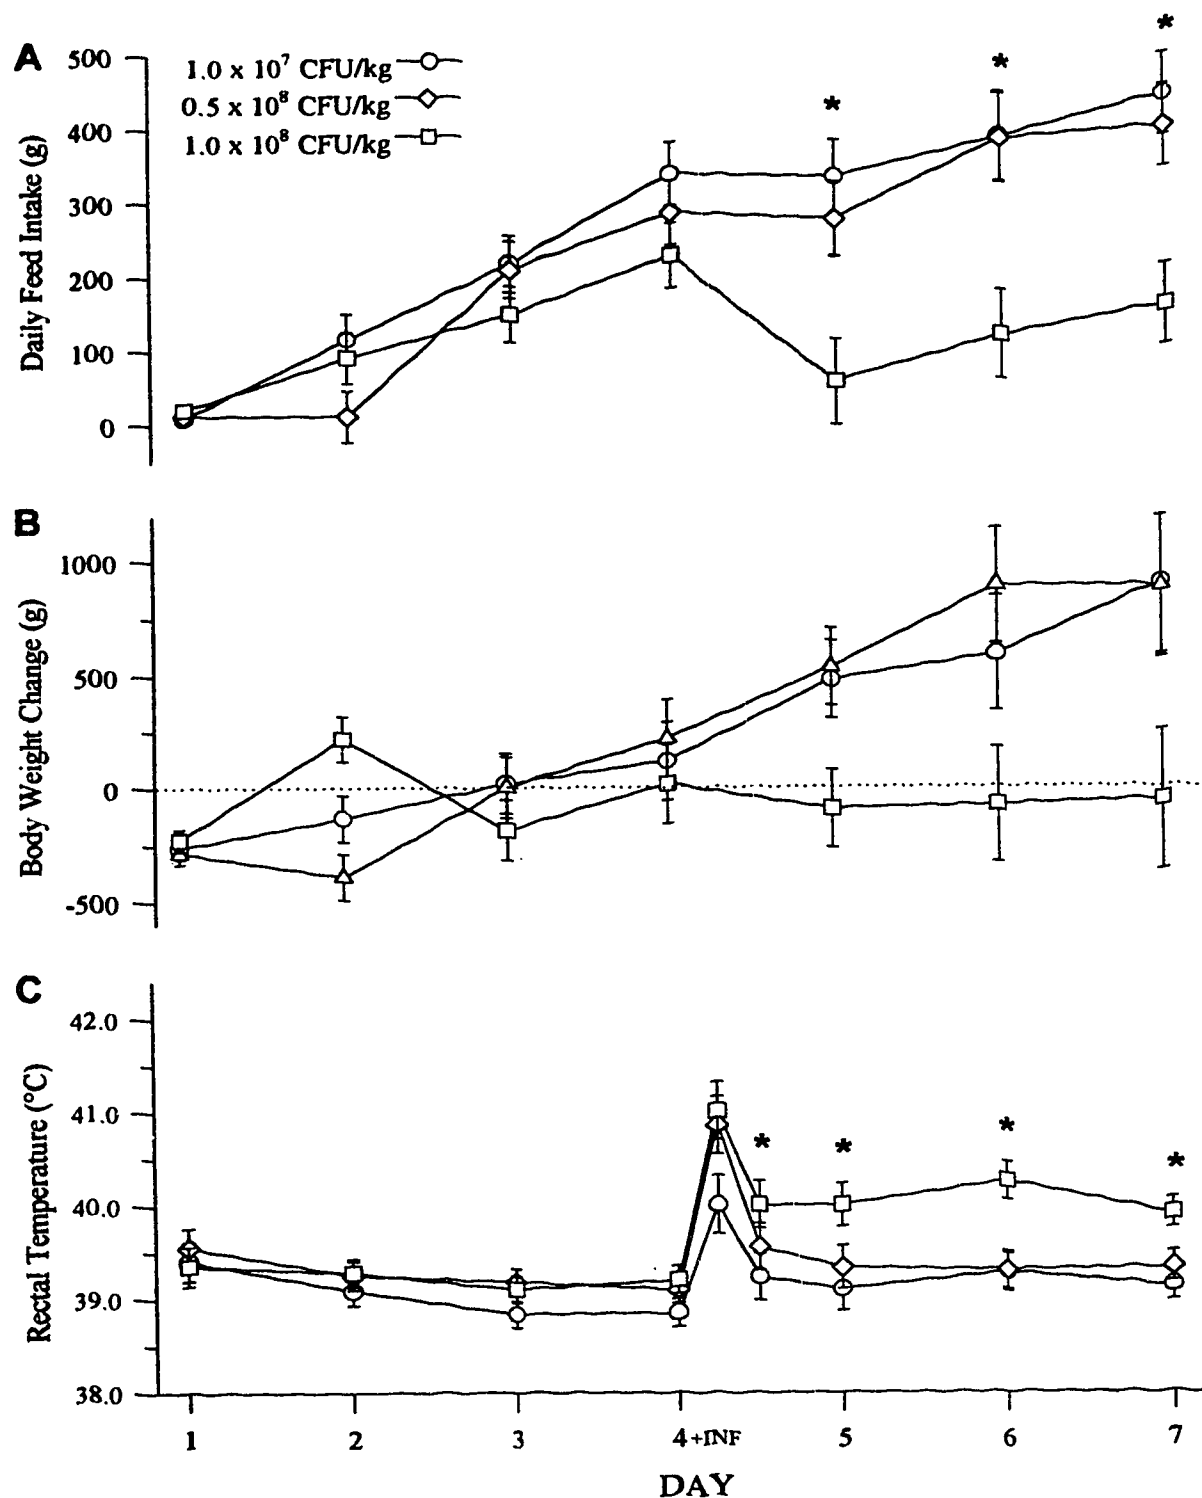 A
500
400
300
200
100
0
Daily Feed Intake (g)
1.0 x 10⁷ CFU/kg
0.5 x 10⁸ CFU/kg
1.0 x 10⁸ CFU/kg
*
*
*
B
1000
500
0
-500
Body Weight Change (g)
C
42.0
41.0
40.0
39.0
38.0
Rectal Temperature (°C)
*
*
*
*
1 2 3 4 +INF 5 6 7
DAY